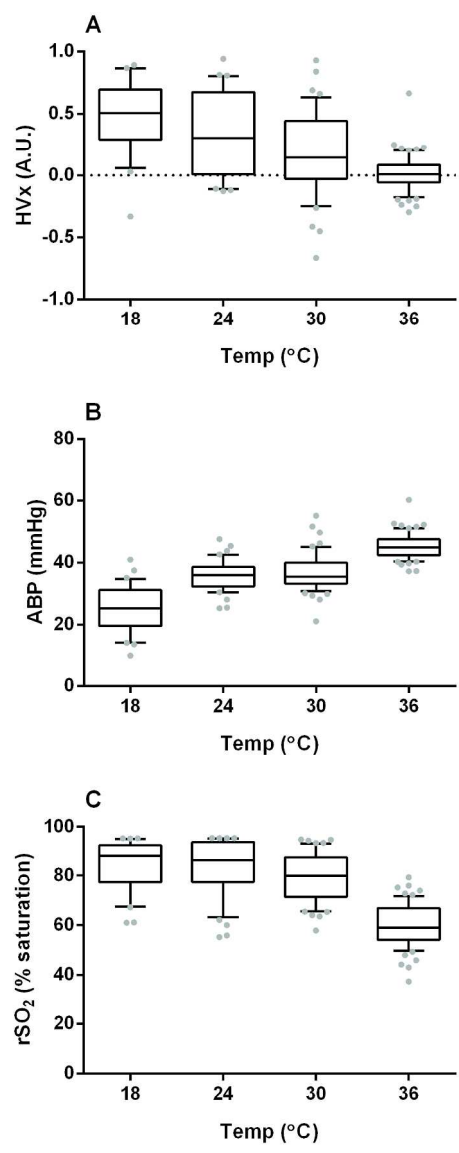 A
HVx (A.U.)
1.0
0.5
0.0
-0.5
-1.0
18 24 30 36
Temp (°C)
B
ABP (mmHg)
80
60
40
20
0
18 24 30 36
Temp (°C)
C
rSO₂ (% saturation)
100
80
60
40
20
0
18 24 30 36
Temp (°C)